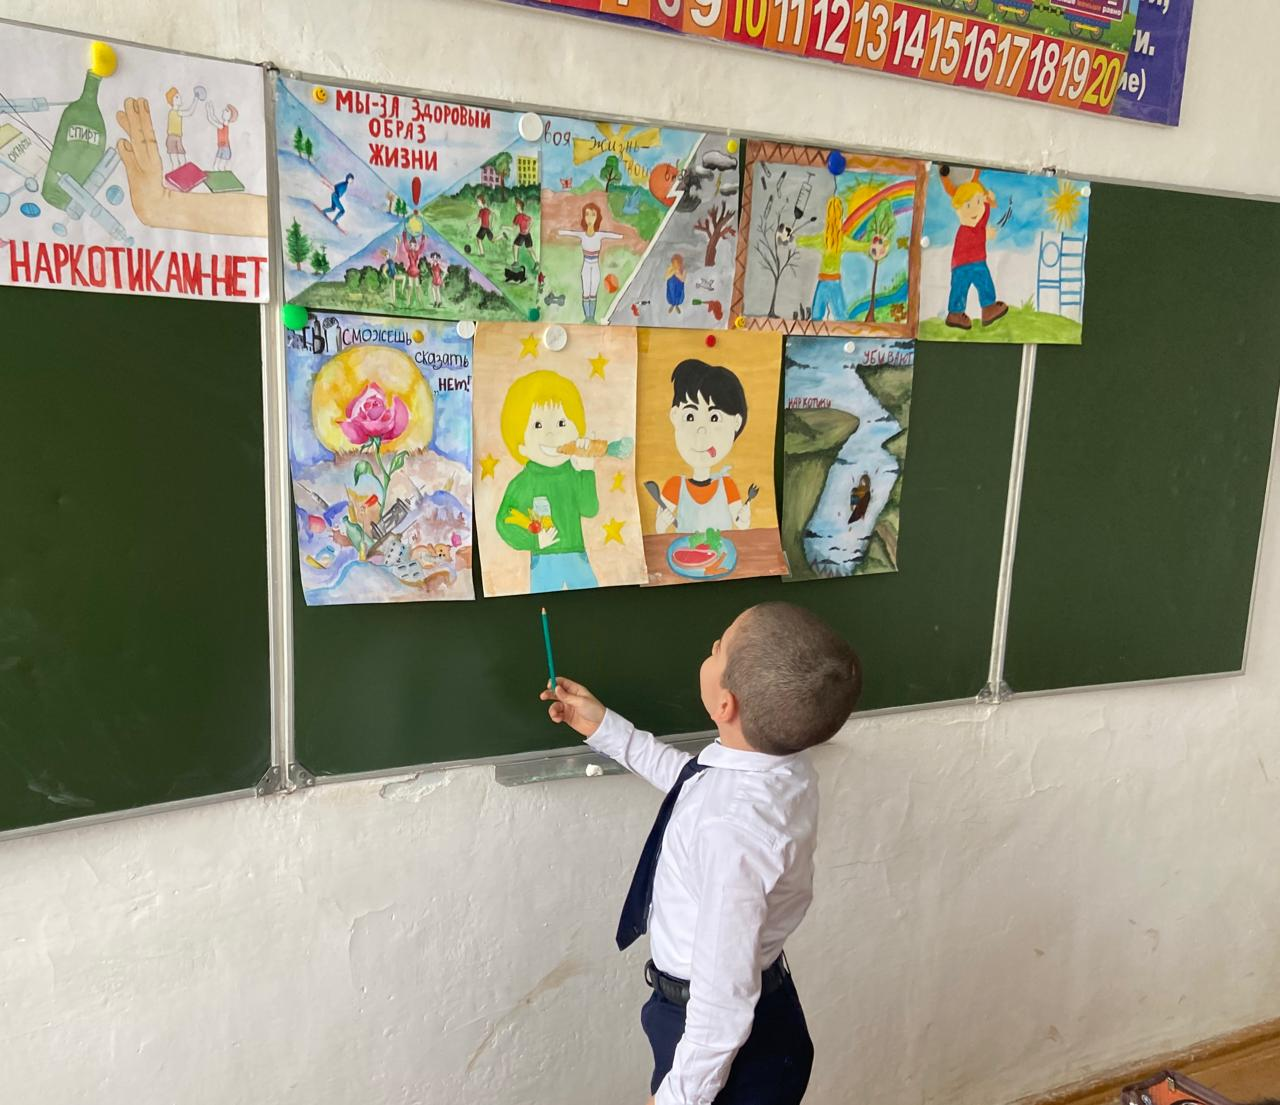 9 10 11 12 13 14 15 16 17 18 19 20
СПИРТ
НАРКОТИКАМ-НЕТ
МЫ-ЗА ЗДОРОВЫЙ
ОБРАЗ
ЖИЗНИ
!
ТЫ СМОЖЕШЬ
сказать
"НЕТ!
НАРКОТИКИ
УБИВАЮТ